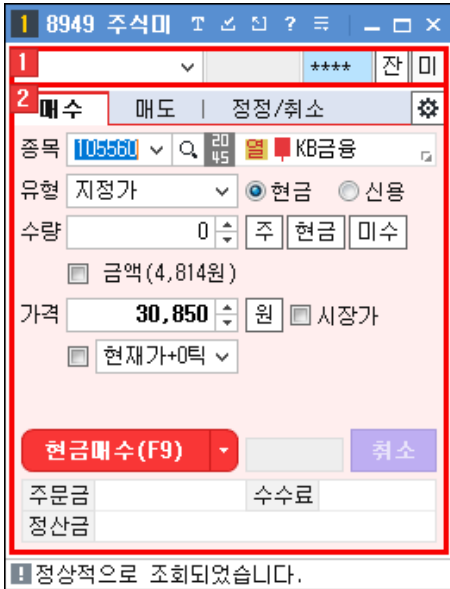 1 8949 주식미 T ?
1 **** 잔 미
2 매수 매도 | 정정/취소
종목 105560 20 45 열 KB금융
유형 지정가 현금 신용
수량 0 주 현금 미수
금액(4,814원)
가격 30,850 원 시장가
현재가+0틱
현금매수(F9) 취소
주문금 수수료
정산금
! 정상적으로 조회되었습니다.